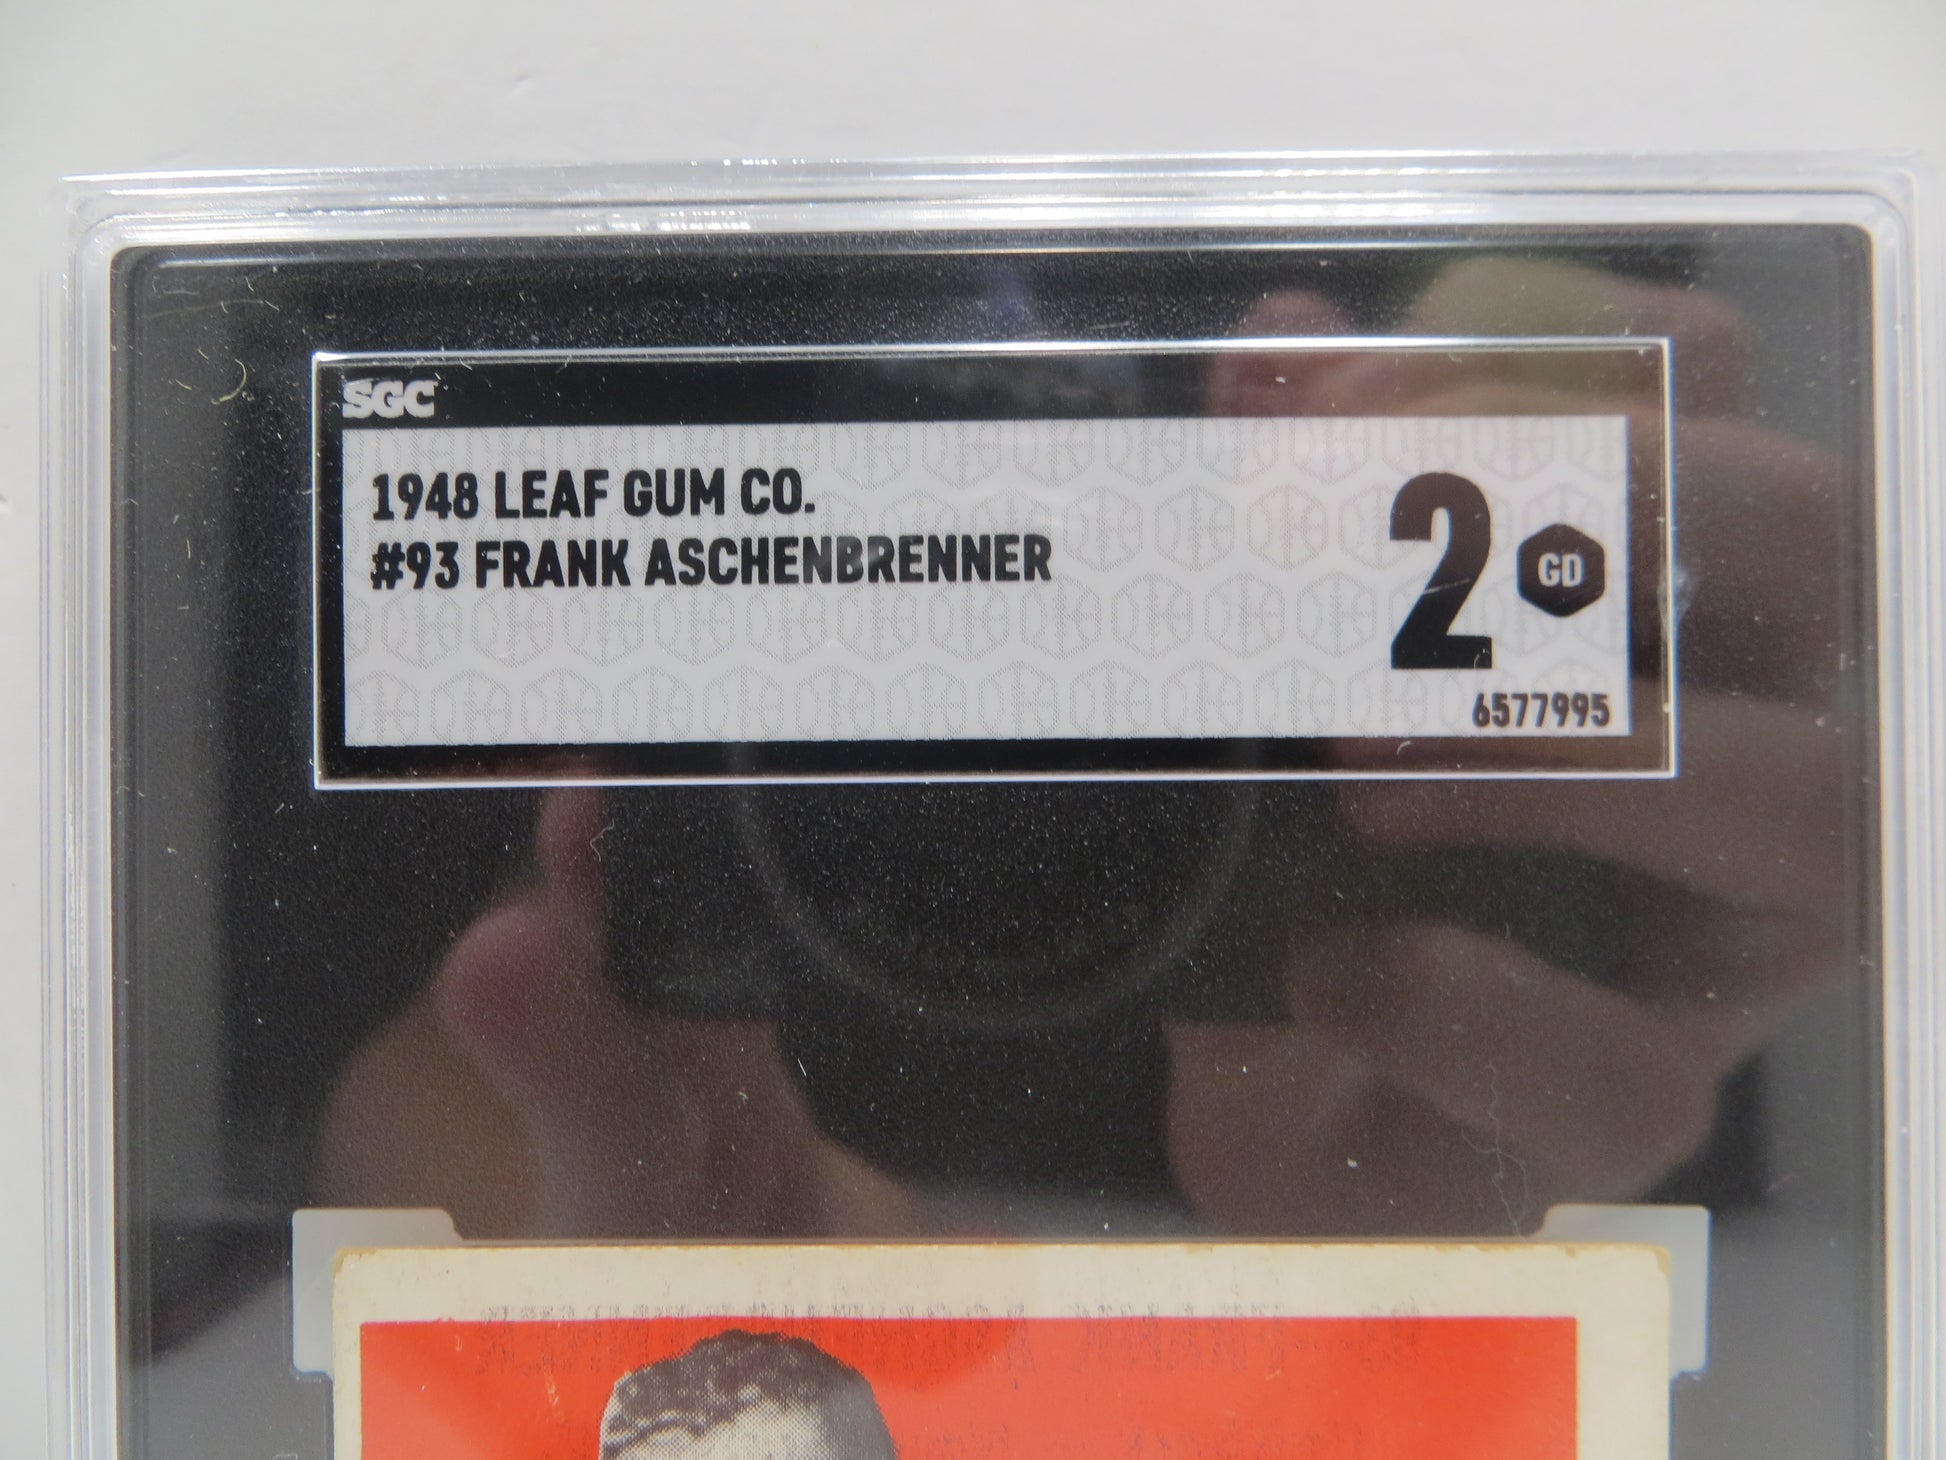 SGC
1948 LEAF GUM CO.
#93 FRANK ASCHENBRENNER
2
GD
6577995